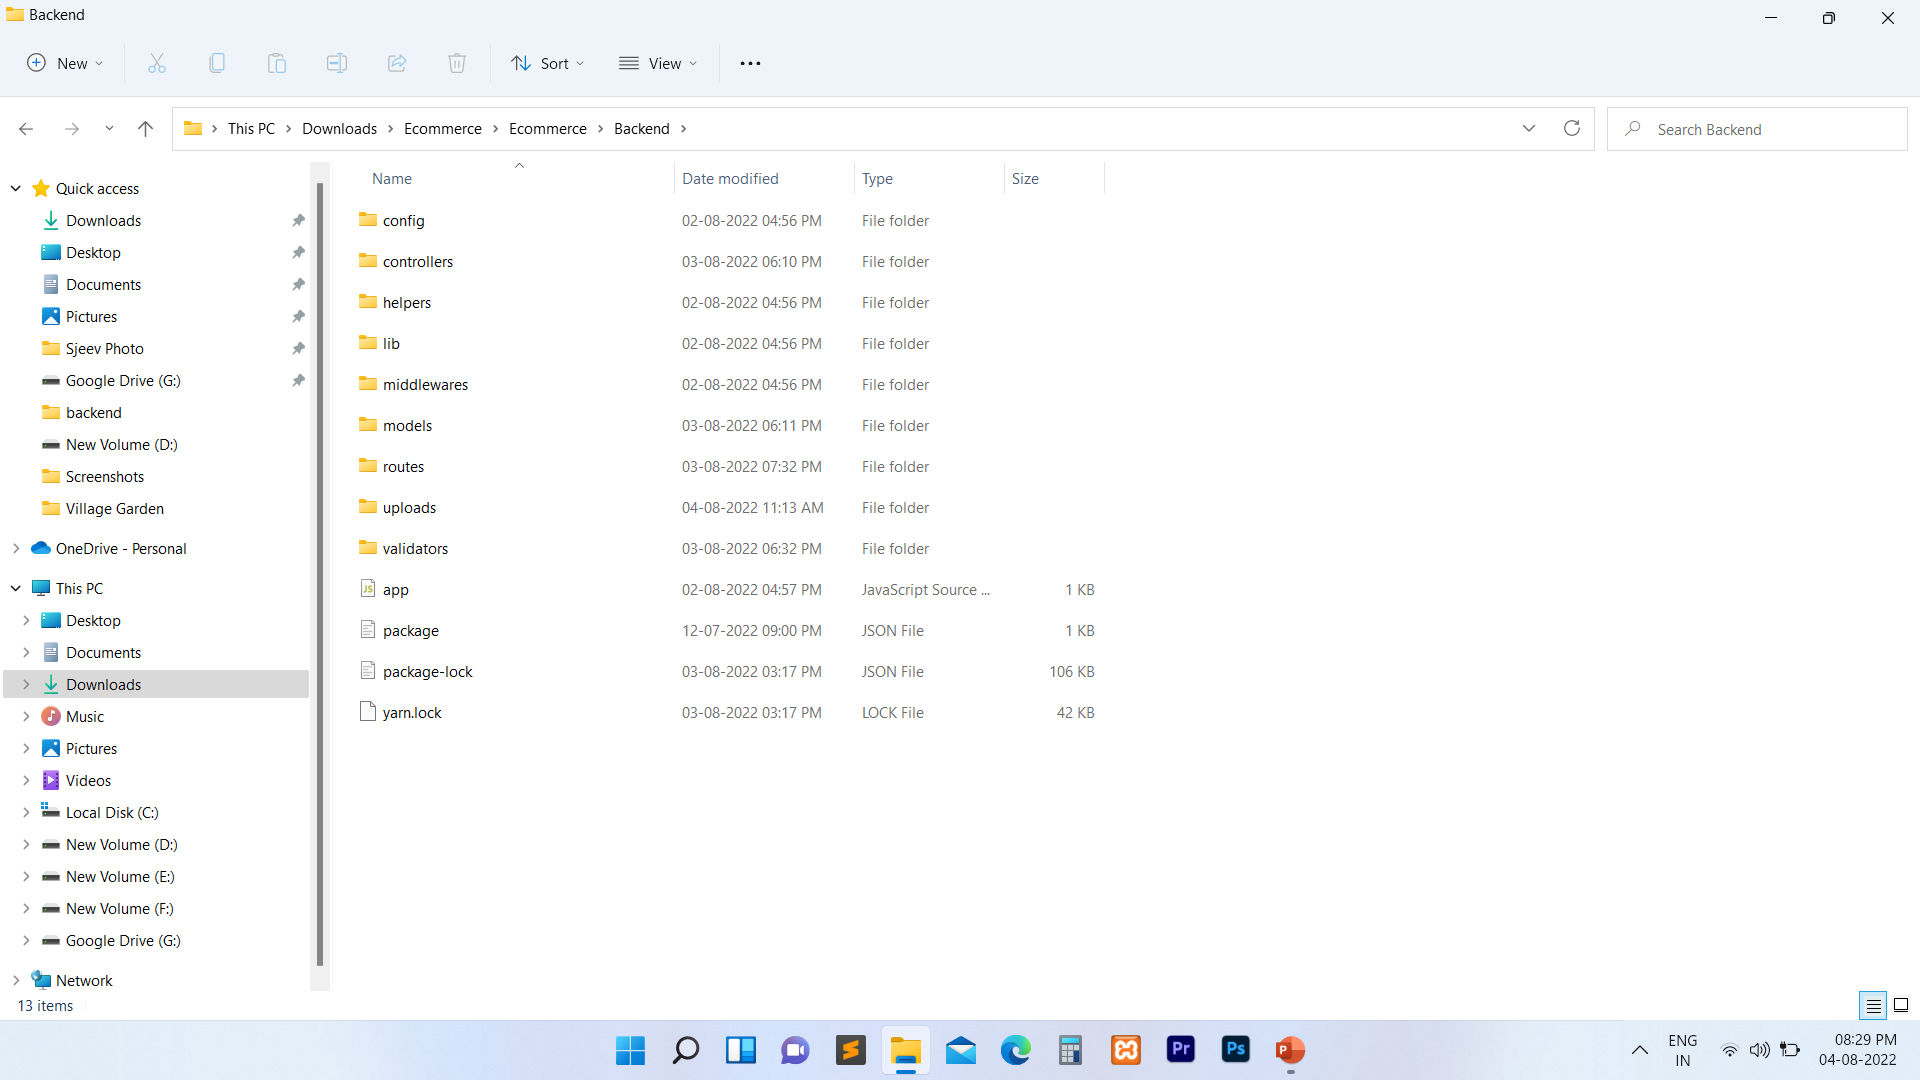 Backend
New
Sort
View
This PC
Downloads
Ecommerce
Ecommerce
Backend
Search Backend
Name
Date modified
Type
Size
Quick access
Downloads
Desktop
Documents
Pictures
Sjeev Photo
Google Drive (G:)
backend
New Volume (D:)
Screenshots
Village Garden
OneDrive - Personal
This PC
Desktop
Documents
Downloads
Music
Pictures
Videos
Local Disk (C:)
New Volume (D:)
New Volume (E:)
New Volume (F:)
Google Drive (G:)
Network
config 02-08-2022 04:56 PM File folder
controllers 03-08-2022 06:10 PM File folder
helpers 02-08-2022 04:56 PM File folder
lib 02-08-2022 04:56 PM File folder
middlewares 02-08-2022 04:56 PM File folder
models 03-08-2022 06:11 PM File folder
routes 03-08-2022 07:32 PM File folder
uploads 04-08-2022 11:13 AM File folder
validators 03-08-2022 06:32 PM File folder
JS app 02-08-2022 04:57 PM JavaScript Source ... 1 KB
package 12-07-2022 09:00 PM JSON File 1 KB
package-lock 03-08-2022 03:17 PM JSON File 106 KB
yarn.lock 03-08-2022 03:17 PM LOCK File 42 KB
13 items
Pr
Ps
P
ENG
IN
08:29 PM
04-08-2022